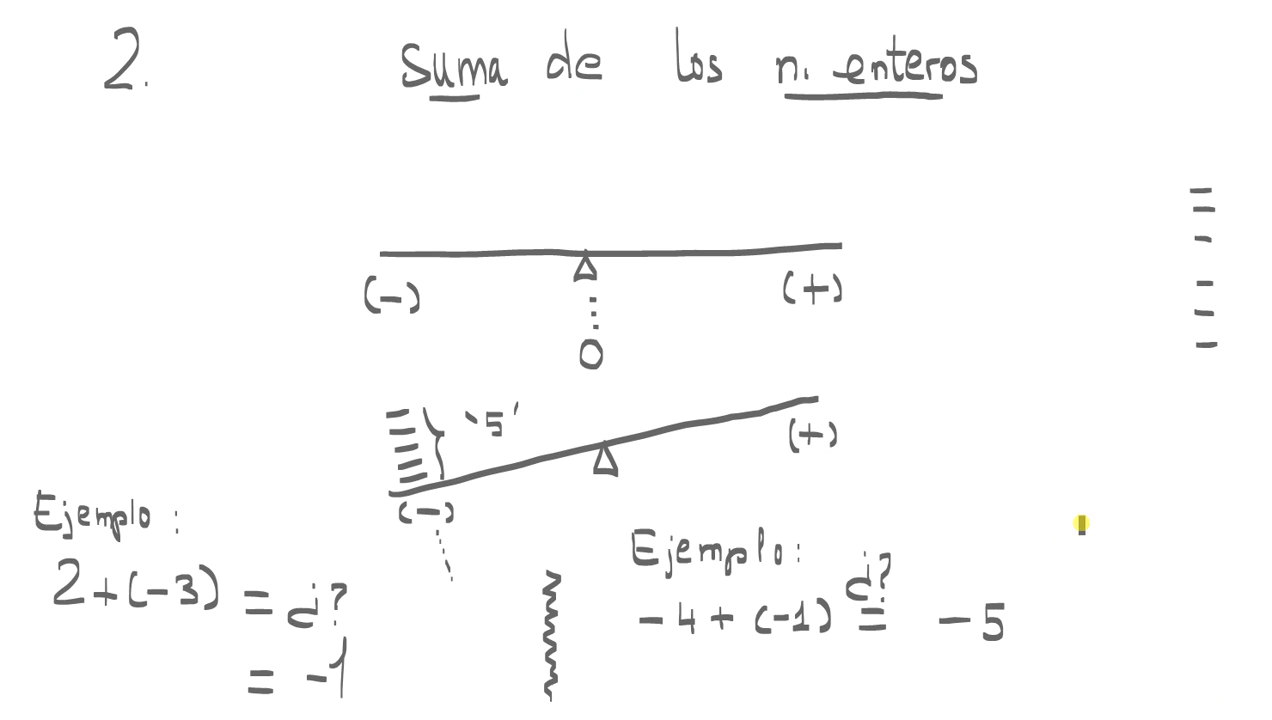 2. Suma de los n. enteros
(-) (+)
0
'5'
(+)
(-)
Ejemplo:
2+(-3) = ¿?
= -1
Ejemplo:
¿?
-4+(-1) = -5